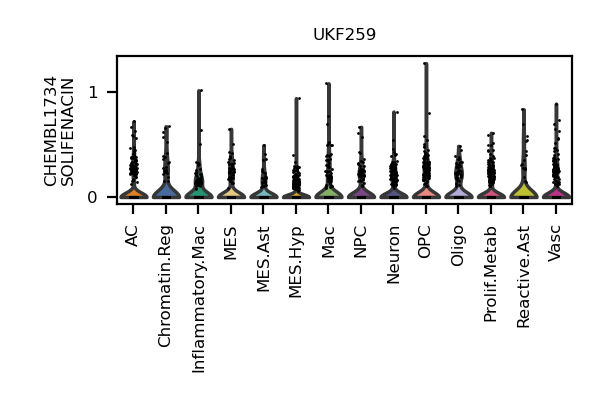 UKF259
CHEMBL1734
SOLIFENACIN
1
0
AC
Chromatin.Reg
Inflammatory.Mac
MES
MES.Ast
MES.Hyp
Mac
NPC
Neuron
OPC
Oligo
Prolif.Metab
Reactive.Ast
Vasc